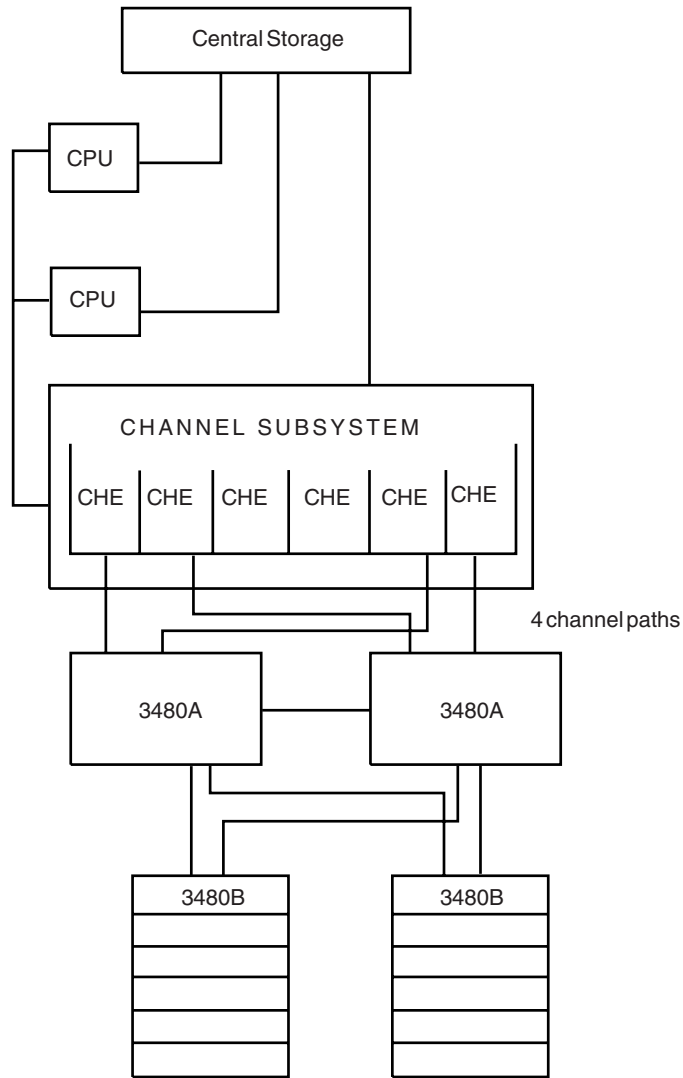 Central Storage
CPU
CPU
CHANNEL SUBSYSTEM
CHE CHE CHE CHE CHE CHE
4 channel paths
3480A 3480A
3480B 3480B